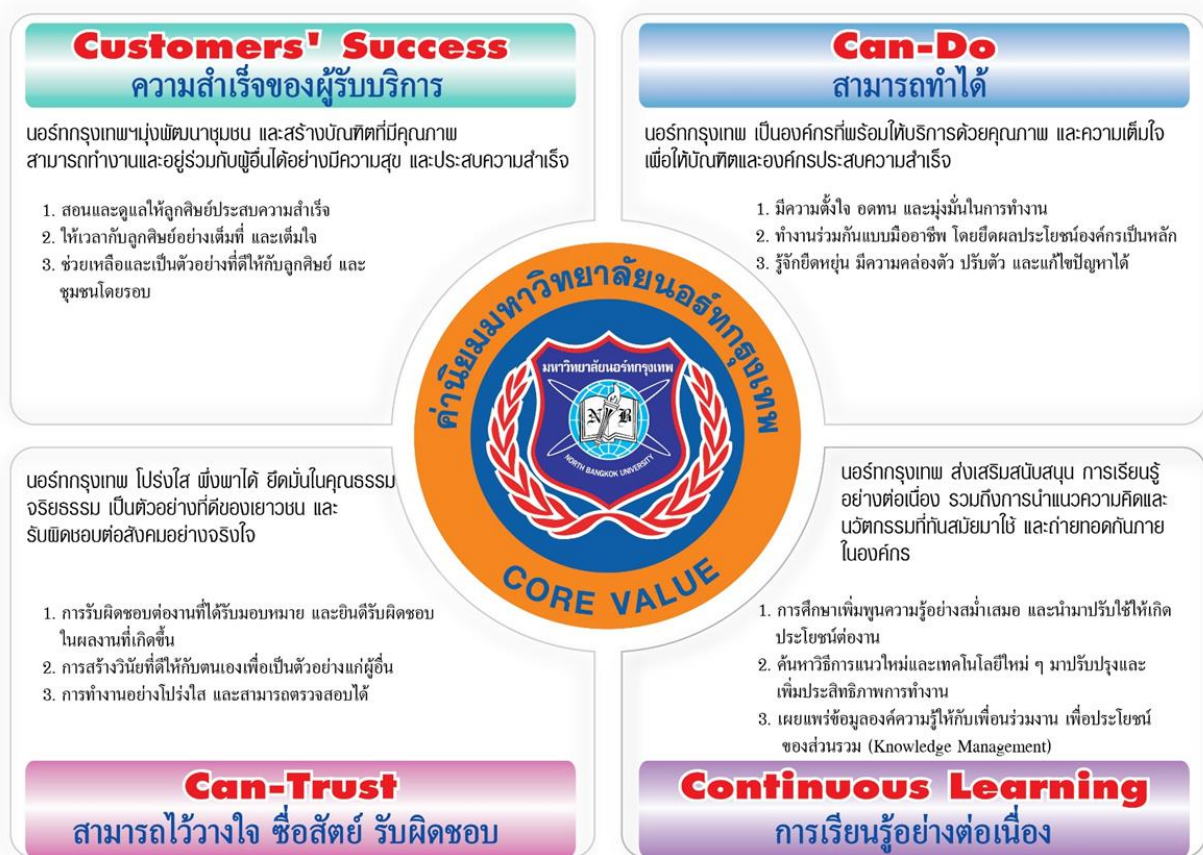 Customers' Success
ความสำเร็จของผู้รับบริการ
นอร์ทกรุงเทพฯมุ่งพัฒนาชุมชน และสร้างบัณฑิตที่มีคุณภาพ
สามารถทำงานและอยู่ร่วมกับผู้อื่นได้อย่างมีความสุข และประสบความสำเร็จ
1. สอนและดูแลให้ลูกศิษย์ประสบความสำเร็จ
2. ให้เวลากับลูกศิษย์อย่างเต็มที่ และเต็มใจ
3. ช่วยเหลือและเป็นตัวอย่างที่ดีให้กับลูกศิษย์ และ
ชุมชนโดยรอบ
Can-Do
สามารถทำได้
นอร์ทกรุงเทพ เป็นองค์กรที่พร้อมให้บริการด้วยคุณภาพ และความเต็มใจ
เพื่อให้บัณฑิตและองค์กรประสบความสำเร็จ
1. มีความตั้งใจ อดทน และมุ่งมั่นในการทำงาน
2. ทำงานร่วมกันแบบมืออาชีพ โดยยึดผลประโยชน์องค์กรเป็นหลัก
3. รู้จักยืดหยุ่น มีความคล่องตัว ปรับตัว และแก้ไขปัญหาได้
ค่านิยมมหาวิทยาลัยนอร์ทกรุงเทพ
มหาวิทยาลัยนอร์ทกรุงเทพ
N B
NORTH BANGKOK UNIVERSITY
CORE VALUE
นอร์ทกรุงเทพ โปร่งใส พึ่งพาได้ ยึดมั่นในคุณธรรม
จริยธรรม เป็นตัวอย่างที่ดีของเยาวชน และ
รับผิดชอบต่อสังคมอย่างจริงใจ
1. การรับผิดชอบต่องานที่ได้รับมอบหมาย และยินดีรับผิดชอบ
ในผลงานที่เกิดขึ้น
2. การสร้างวินัยที่ดีให้กับตนเองเพื่อเป็นตัวอย่างแก่ผู้อื่น
3. การทำงานอย่างโปร่งใส และสามารถตรวจสอบได้
Can-Trust
สามารถไว้วางใจ ซื่อสัตย์ รับผิดชอบ
นอร์ทกรุงเทพ ส่งเสริมสนับสนุน การเรียนรู้
อย่างต่อเนื่อง รวมถึงการนำแนวความคิดและ
นวัตกรรมที่ทันสมัยมาใช้ และถ่ายทอดกันภาย
ในองค์กร
1. การศึกษาเพิ่มพูนความรู้อย่างสม่ำเสมอ และนำมาปรับใช้ให้เกิด
ประโยชน์ต่องาน
2. ค้นหาวิธีการแนวใหม่และเทคโนโลยีใหม่ ๆ มาปรับปรุงและ
เพิ่มประสิทธิภาพการทำงาน
3. เผยแพร่ข้อมูลองค์ความรู้ให้กับเพื่อนร่วมงาน เพื่อประโยชน์
ของส่วนรวม (Knowledge Management)
Continuous Learning
การเรียนรู้อย่างต่อเนื่อง